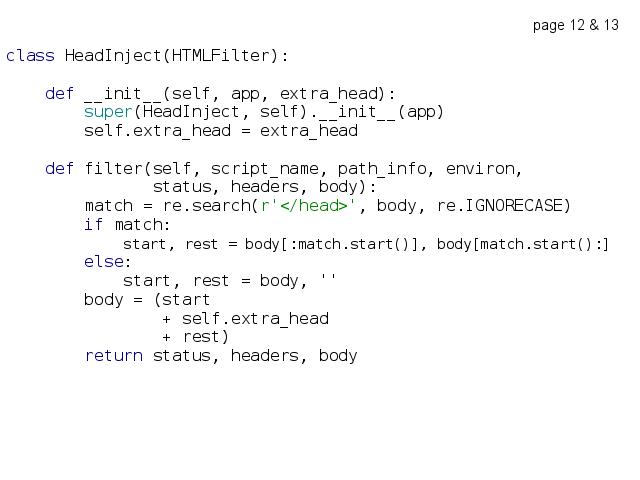 page 12 & 13
class HeadInject(HTMLFilter):
    def __init__(self, app, extra_head):
        super(HeadInject, self).__init__(app)
        self.extra_head = extra_head
    def filter(self, script_name, path_info, environ,
               status, headers, body):
        match = re.search(r'</head>', body, re.IGNORECASE)
        if match:
            start, rest = body[:match.start()], body[match.start():]
        else:
            start, rest = body, ''
        body = (start
                + self.extra_head
                + rest)
        return status, headers, body